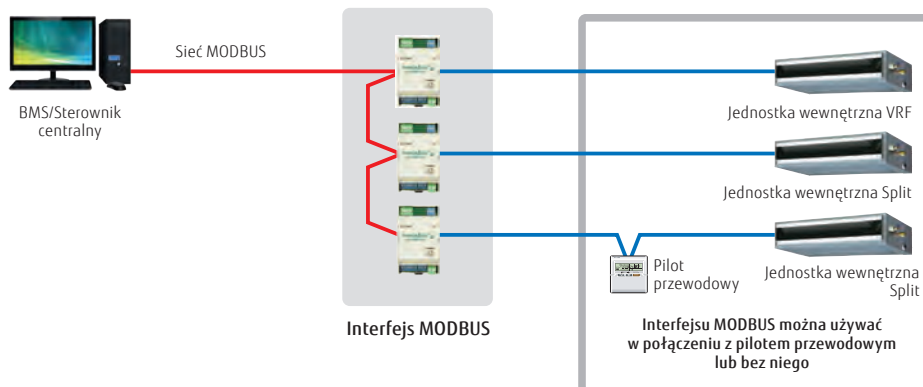 Sieć MODBUS
BMS/Sterownik
centralny
Interfejs MODBUS
Jednostka wewnętrzna VRF
Jednostka wewnętrzna Split
Pilot
przewodowy
Jednostka wewnętrzna
Split
Interfejsu MODBUS można używać
w połączeniu z pilotem przewodowym
lub bez niego